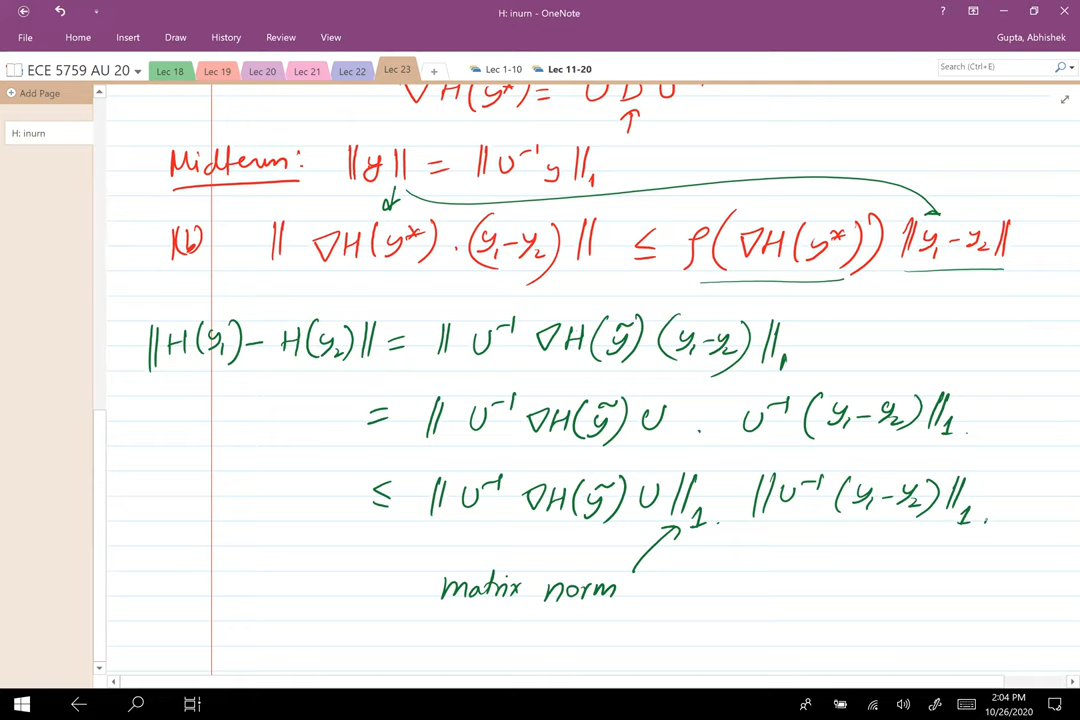 H: inurn - OneNote
File Home Insert Draw History Review View Gupta, Abhishek
ECE 5759 AU 20 Lec 18 Lec 19 Lec 20 Lec 21 Lec 22 Lec 23 Lec 1-10 Lec 11-20 Search (Ctrl+E)
Add Page
H: inurn
∇H(y*) = U D U
Midterm: ‖y‖ = ‖U⁻¹y‖₁
1(b) ‖∇H(y*)·(y₁-y₂)‖ ≤ ρ(∇H(y*)) ‖y₁-y₂‖
‖H(y₁)-H(y₂)‖ = ‖U⁻¹ ∇H(ỹ) (y₁-y₂)‖₁
= ‖U⁻¹ ∇H(ỹ) U . U⁻¹ (y₁-y₂)‖₁.
≤ ‖U⁻¹ ∇H(ỹ) U‖₁. ‖U⁻¹ (y₁-y₂)‖₁.
matrix norm
2:04 PM
10/26/2020